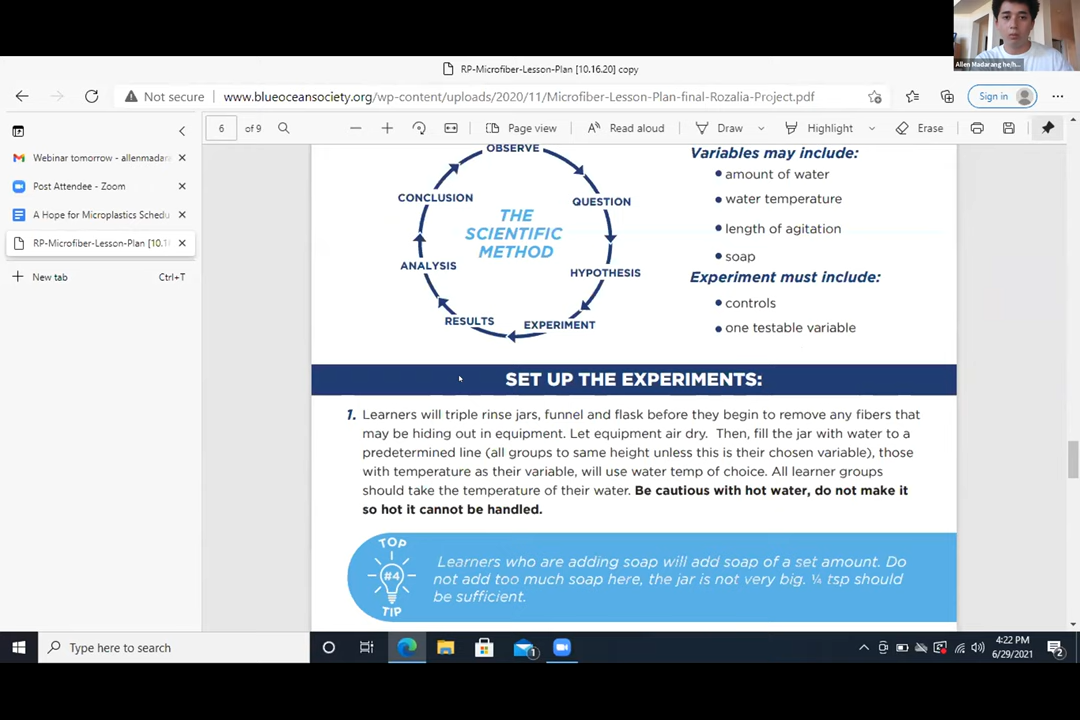 Allen Madarang he/h...
RP-Microfiber-Lesson-Plan [10.16.20] copy
Not secure www.blueoceansociety.org/wp-content/uploads/2020/11/Microfiber-Lesson-Plan-final-Rozalia-Project.pdf
Sign in
6 of 9
Page view
Read aloud
Draw
Highlight
Erase
Webinar tomorrow - allenmadar
Post Attendee - Zoom
A Hope for Microplastics Schedu
RP-Microfiber-Lesson-Plan [10.1
New tab Ctrl+T
OBSERVE
QUESTION
HYPOTHESIS
EXPERIMENT
RESULTS
ANALYSIS
CONCLUSION
THE
SCIENTIFIC
METHOD
Variables may include:
• amount of water
• water temperature
• length of agitation
• soap
Experiment must include:
• controls
• one testable variable
SET UP THE EXPERIMENTS:
1. Learners will triple rinse jars, funnel and flask before they begin to remove any fibers that
may be hiding out in equipment. Let equipment air dry. Then, fill the jar with water to a
predetermined line (all groups to same height unless this is their chosen variable), those
with temperature as their variable, will use water temp of choice. All learner groups
should take the temperature of their water. Be cautious with hot water, do not make it
so hot it cannot be handled.
TOP
#4
TIP
Learners who are adding soap will add soap of a set amount. Do
not add too much soap here, the jar is not very big. ¼ tsp should
be sufficient.
Type here to search
1
4:22 PM
6/29/2021
2